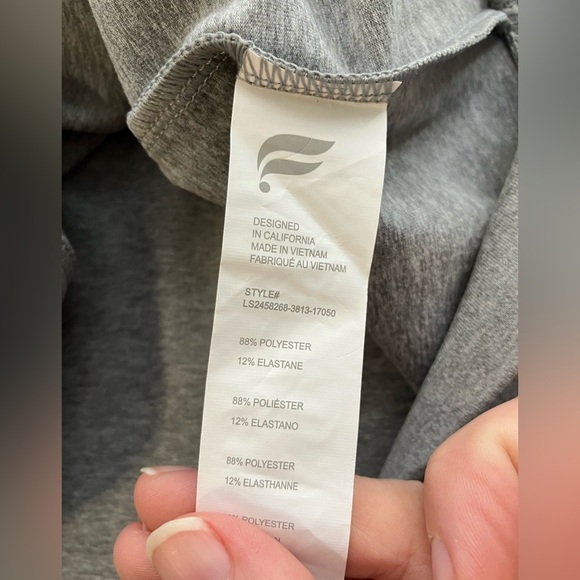 DESIGNED
IN CALIFORNIA
MADE IN VIETNAM
FABRIQUÉ AU VIETNAM
STYLE#
LS2458268-3813-17050
88% POLYESTER
12% ELASTANE
88% POLIÉSTER
12% ELASTANO
88% POLYESTER
12% ELASTHANNE
POLYESTER